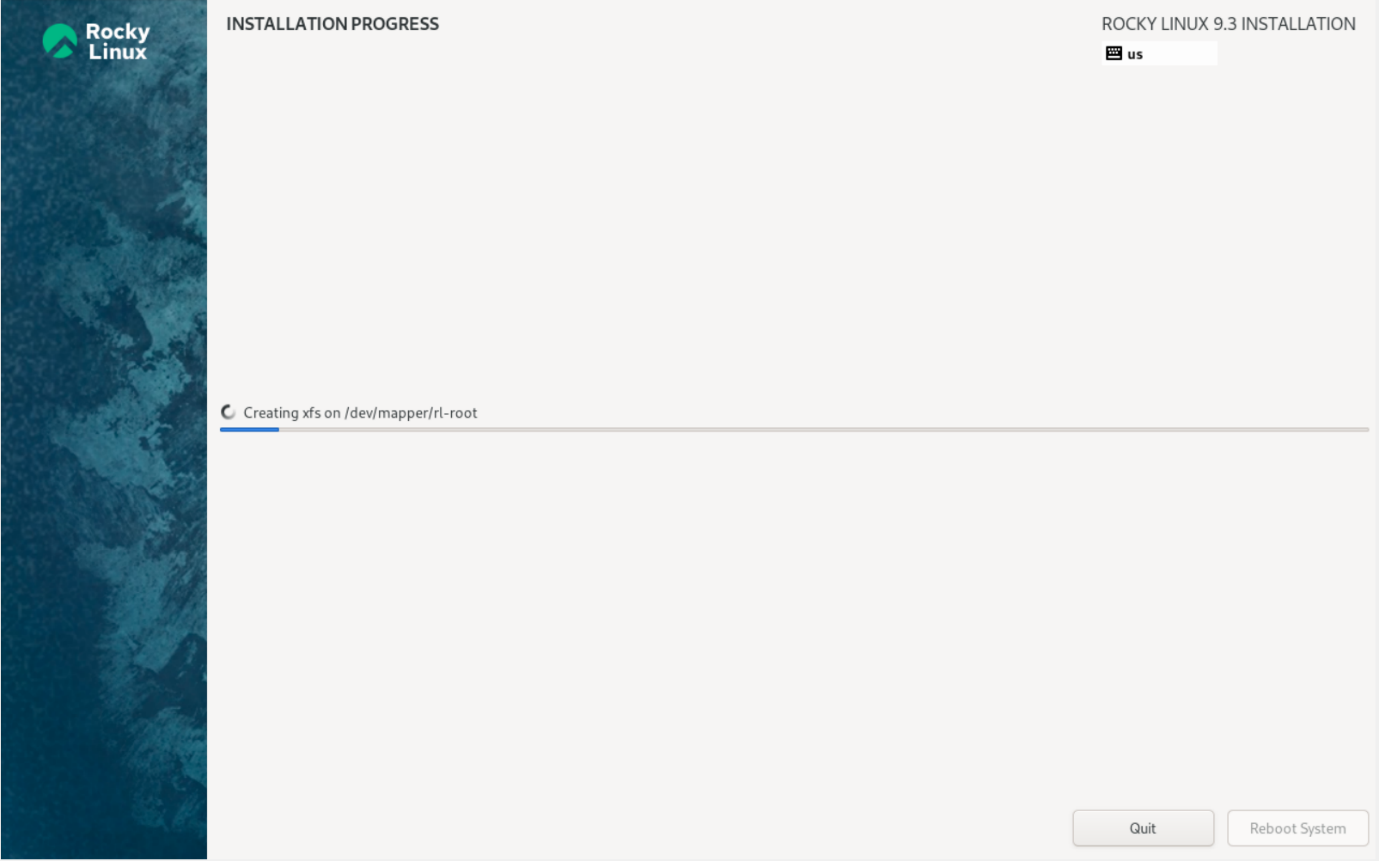 Rocky
Linux
INSTALLATION PROGRESS
ROCKY LINUX 9.3 INSTALLATION
us
Creating xfs on /dev/mapper/rl-root
Quit
Reboot System